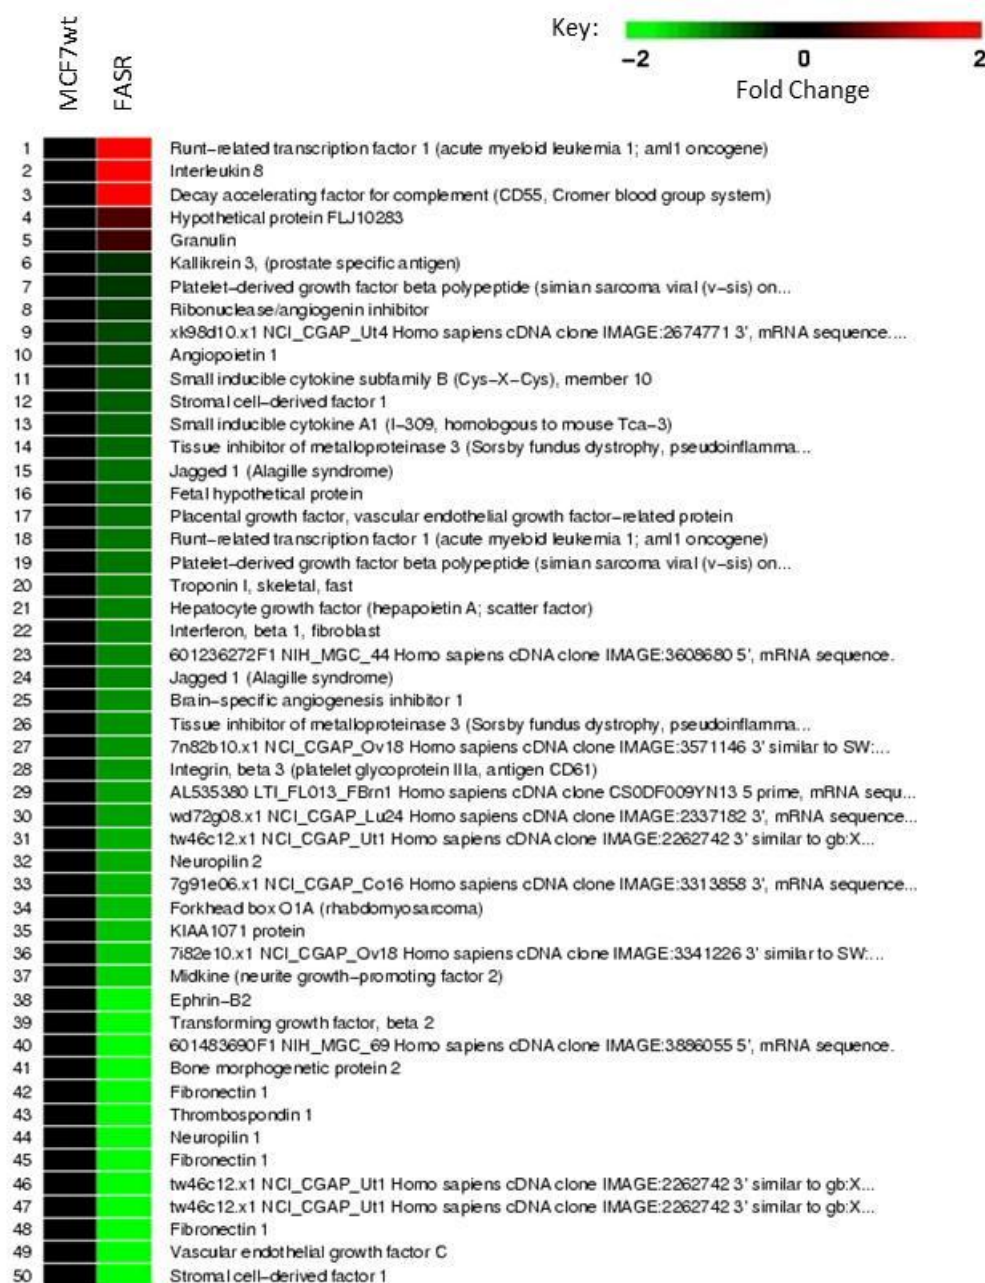 MCF7wt
FASR
Key:
−2 0 2
Fold Change
1 Runt−related transcription factor 1 (acute myeloid leukemia 1; aml1 oncogene)
2 Interleukin 8
3 Decay accelerating factor for complement (CD55, Cromer blood group system)
4 Hypothetical protein FLJ10283
5 Granulin
6 Kallikrein 3, (prostate specific antigen)
7 Platelet−derived growth factor beta polypeptide (simian sarcoma viral (v−sis) on...
8 Ribonuclease/angiogenin inhibitor
9 xk98d10.x1 NCI_CGAP_Ut4 Homo sapiens cDNA clone IMAGE:2674771 3', mRNA sequence....
10 Angiopoietin 1
11 Small inducible cytokine subfamily B (Cys−X−Cys), member 10
12 Stromal cell−derived factor 1
13 Small inducible cytokine A1 (I−309, homologous to mouse Tca−3)
14 Tissue inhibitor of metalloproteinase 3 (Sorsby fundus dystrophy, pseudoinflamma...
15 Jagged 1 (Alagille syndrome)
16 Fetal hypothetical protein
17 Placental growth factor, vascular endothelial growth factor−related protein
18 Runt−related transcription factor 1 (acute myeloid leukemia 1; aml1 oncogene)
19 Platelet−derived growth factor beta polypeptide (simian sarcoma viral (v−sis) on...
20 Troponin I, skeletal, fast
21 Hepatocyte growth factor (hepapoietin A; scatter factor)
22 Interferon, beta 1, fibroblast
23 601236272F1 NIH_MGC_44 Homo sapiens cDNA clone IMAGE:3608680 5', mRNA sequence.
24 Jagged 1 (Alagille syndrome)
25 Brain−specific angiogenesis inhibitor 1
26 Tissue inhibitor of metalloproteinase 3 (Sorsby fundus dystrophy, pseudoinflamma...
27 7n82b10.x1 NCI_CGAP_Ov18 Homo sapiens cDNA clone IMAGE:3571146 3' similar to SW:...
28 Integrin, beta 3 (platelet glycoprotein IIIa, antigen CD61)
29 AL535380 LTI_FL013_FBrn1 Homo sapiens cDNA clone CS0DF009YN13 5 prime, mRNA sequ...
30 wd72g08.x1 NCI_CGAP_Lu24 Homo sapiens cDNA clone IMAGE:2337182 3', mRNA sequence...
31 tw46c12.x1 NCI_CGAP_Ut1 Homo sapiens cDNA clone IMAGE:2262742 3' similar to gb:X...
32 Neuropilin 2
33 7g91e06.x1 NCI_CGAP_Co16 Homo sapiens cDNA clone IMAGE:3313858 3', mRNA sequence...
34 Forkhead box O1A (rhabdomyosarcoma)
35 KIAA1071 protein
36 7i82e10.x1 NCI_CGAP_Ov18 Homo sapiens cDNA clone IMAGE:3341226 3' similar to SW:...
37 Midkine (neurite growth−promoting factor 2)
38 Ephrin−B2
39 Transforming growth factor, beta 2
40 601483690F1 NIH_MGC_69 Homo sapiens cDNA clone IMAGE:3886055 5', mRNA sequence.
41 Bone morphogenetic protein 2
42 Fibronectin 1
43 Thrombospondin 1
44 Neuropilin 1
45 Fibronectin 1
46 tw46c12.x1 NCI_CGAP_Ut1 Homo sapiens cDNA clone IMAGE:2262742 3' similar to gb:X...
47 tw46c12.x1 NCI_CGAP_Ut1 Homo sapiens cDNA clone IMAGE:2262742 3' similar to gb:X...
48 Fibronectin 1
49 Vascular endothelial growth factor C
50 Stromal cell−derived factor 1